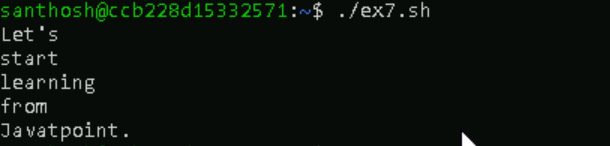 santhosh@ccb228d15332571:~$ ./ex7.sh
Let's
start
learning
from
Javatpoint.